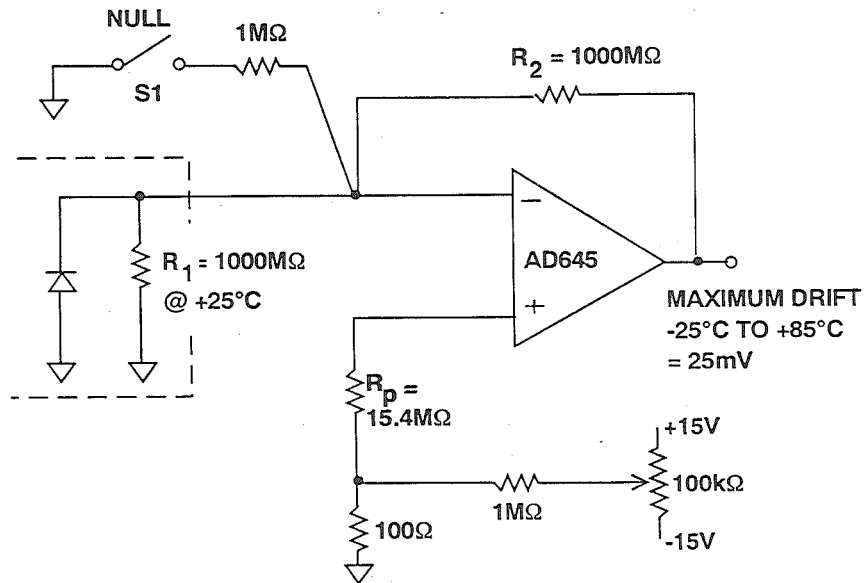 NULL
1MΩ
S1
R2 = 1000MΩ
R1 = 1000MΩ
@ +25°C
−
AD645
+
MAXIMUM DRIFT
-25°C TO +85°C
= 25mV
Rp =
15.4MΩ
+15V
100kΩ
1MΩ
-15V
100Ω